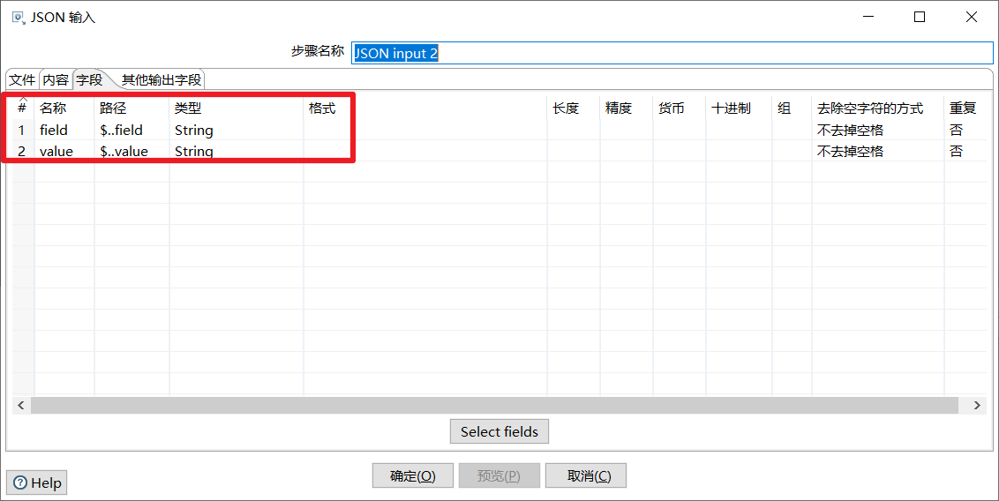 JSON 输入
步骤名称 JSON input 2
文件 内容 字段 其他输出字段
# 名称 路径 类型 格式 长度 精度 货币 十进制 组 去除空字符的方式 重复
1 field $..field String 不去掉空格 否
2 value $..value String 不去掉空格 否
Select fields
Help 确定(O) 预览(P) 取消(C)